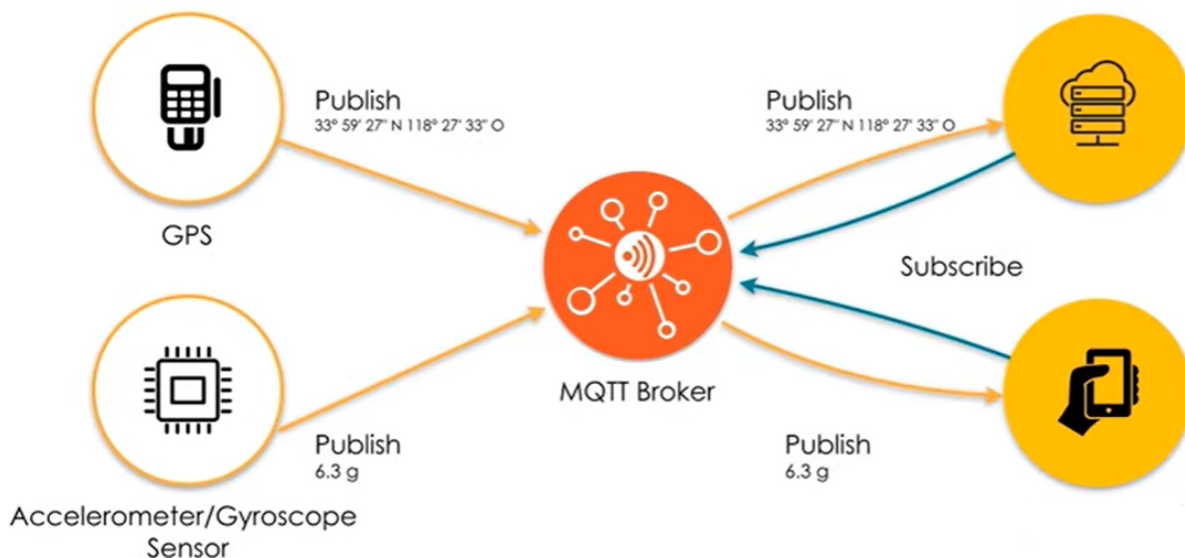 Publish
33° 59' 27" N 118° 27' 33" O
Publish
33° 59' 27" N 118° 27' 33" O
GPS
Subscribe
MQTT Broker
Publish
6.3 g
Publish
6.3 g
Accelerometer/Gyroscope
Sensor